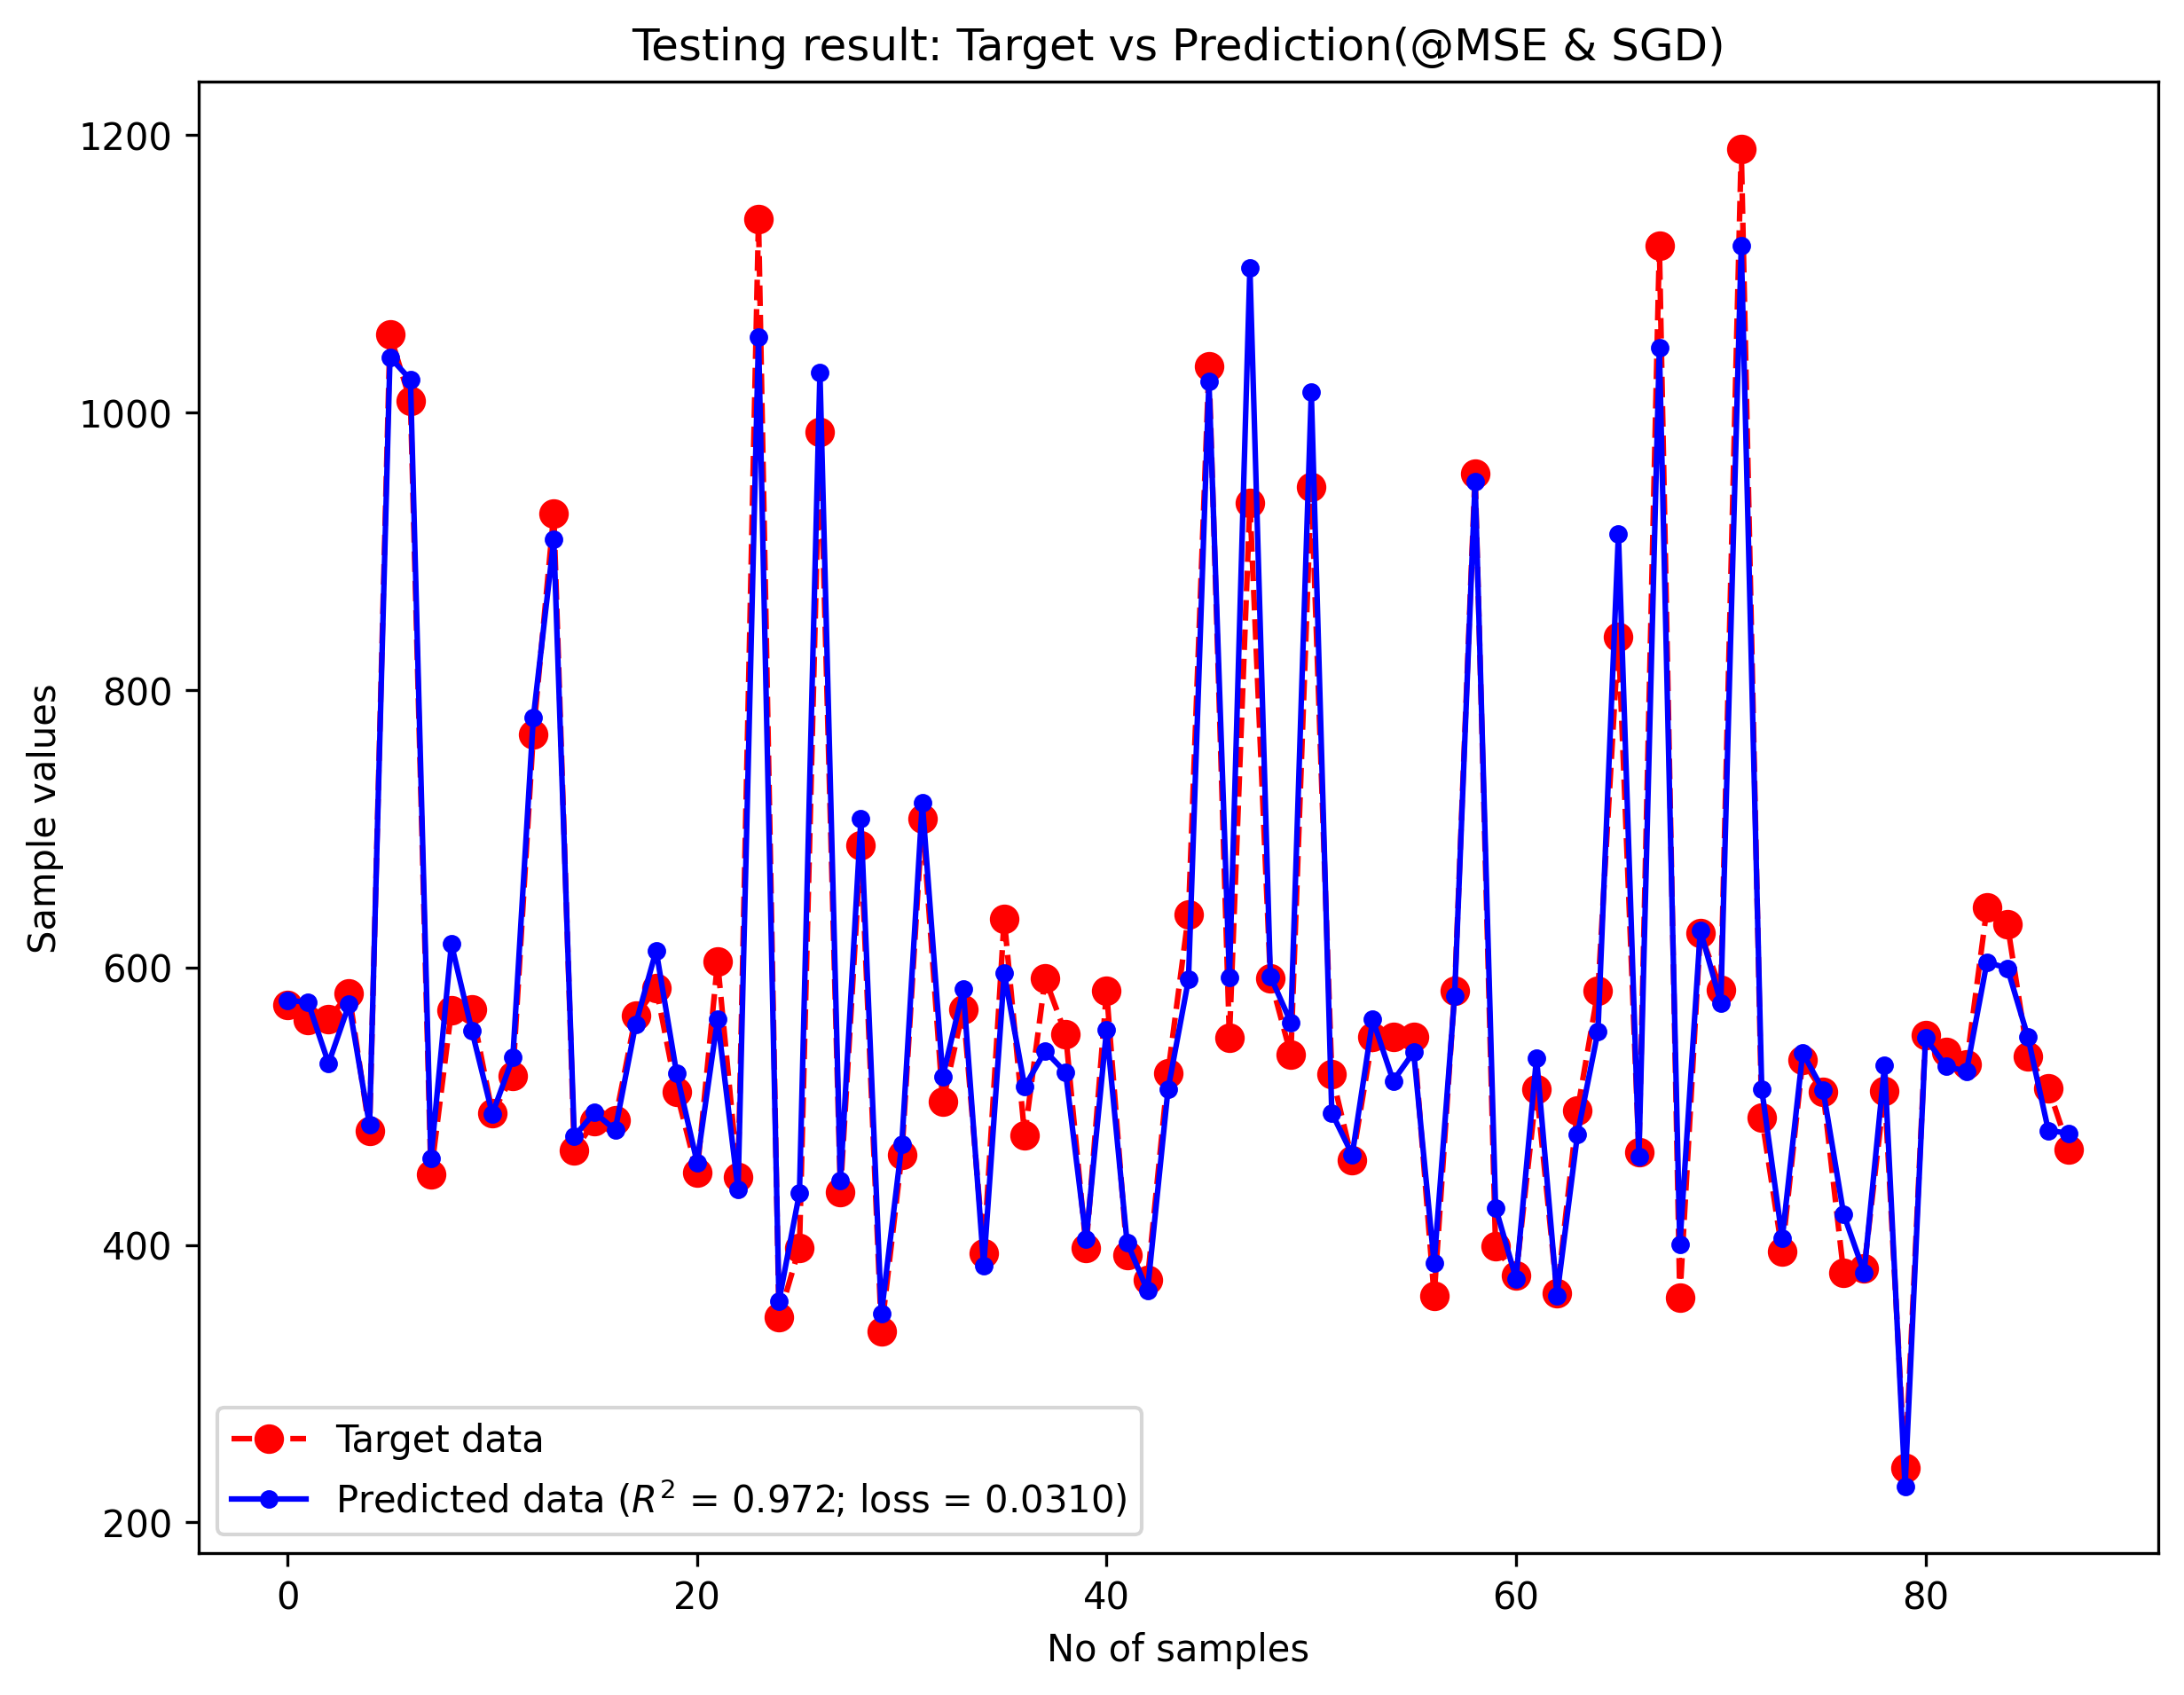 Testing result: Target vs Prediction(@MSE & SGD)
1200
1000
800
600
400
200
Sample values
Target data
Predicted data (R² = 0.972; loss = 0.0310)
0 20 40 60 80
No of samples